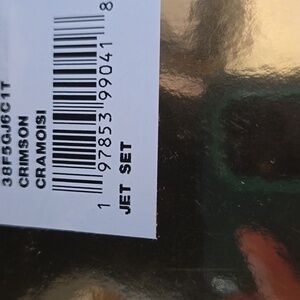 38F5GJ6C1T
CRIMSON
CRAMOISI
1 97853 99041 8
JET SET